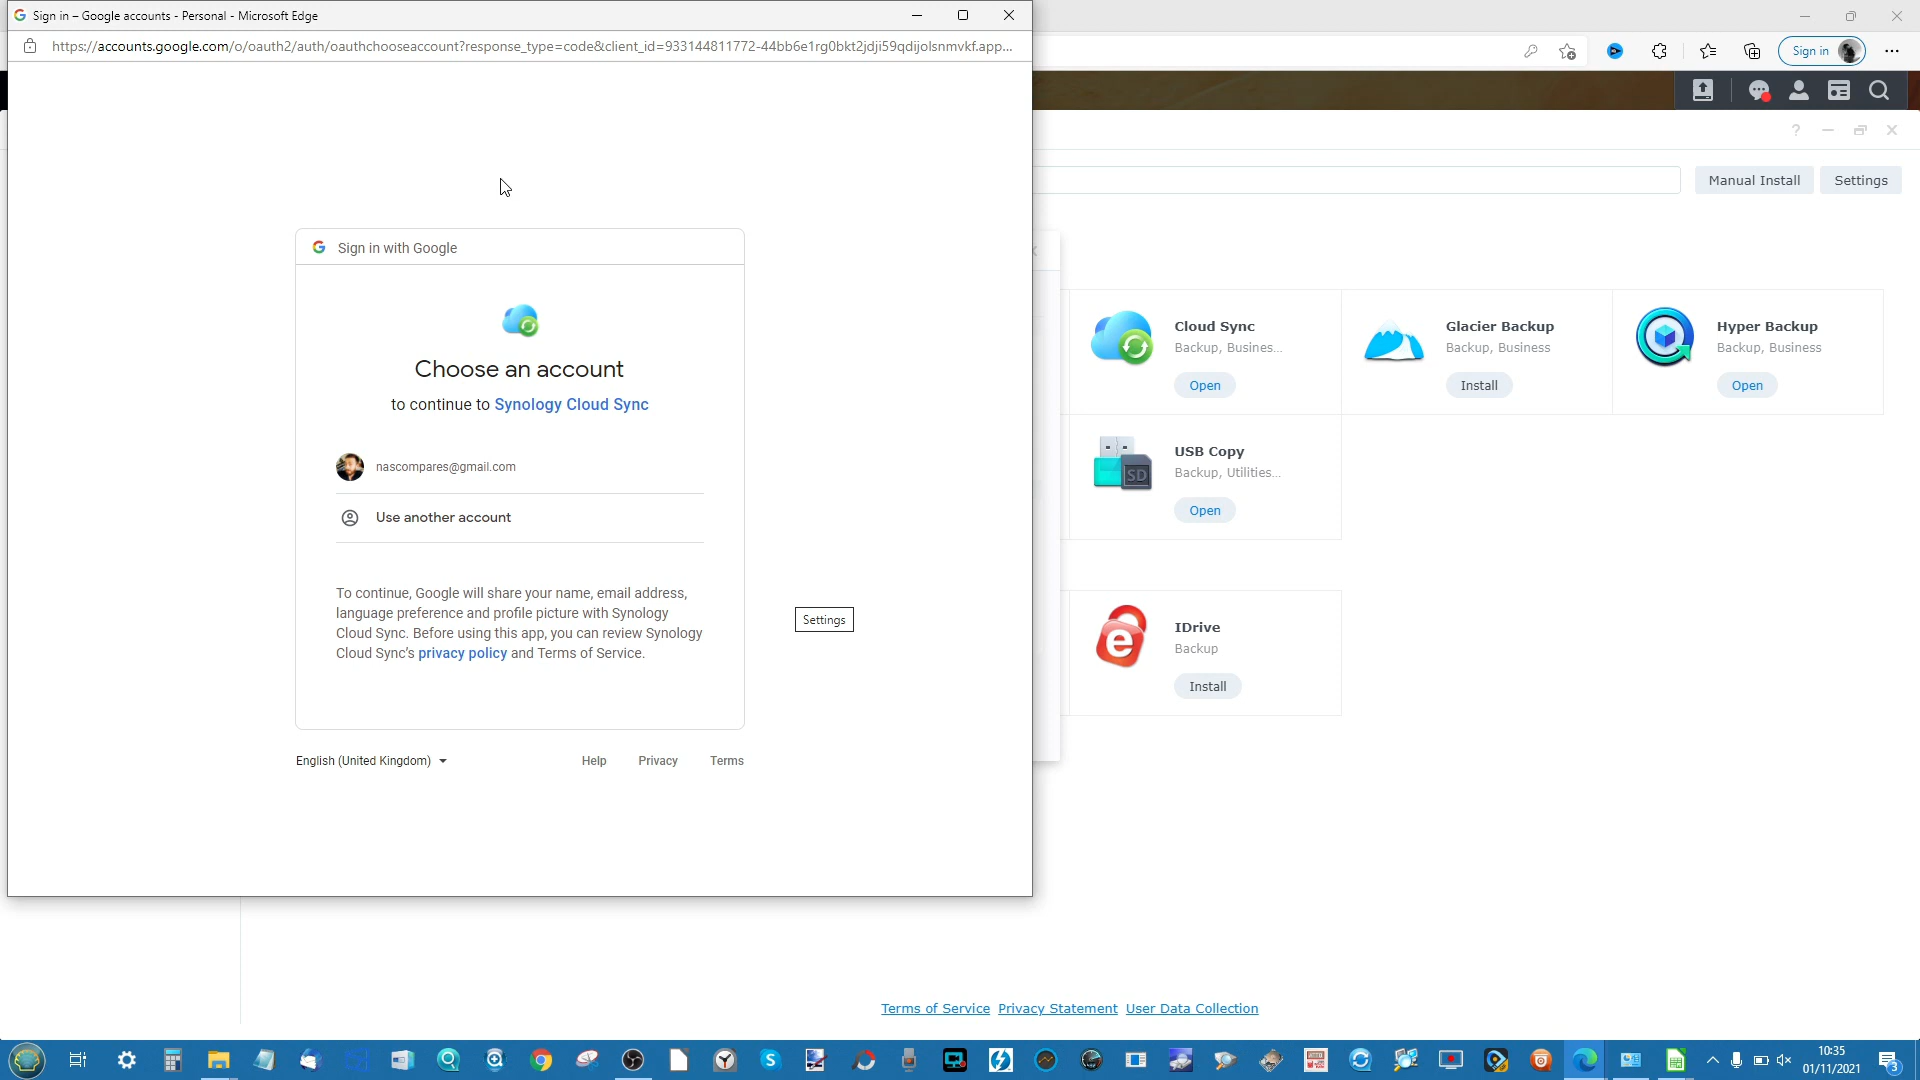 Sign in – Google accounts - Personal - Microsoft Edge
https://accounts.google.com/o/oauth2/auth/oauthchooseaccount?response_type=code&client_id=933144811772-44bb6e1rg0bkt2jdji59qdijolsnmvkf.app...
Sign in
Manual Install
Settings
Sign in with Google
Choose an account
to continue to Synology Cloud Sync
nascompares@gmail.com
Use another account
To continue, Google will share your name, email address,
language preference and profile picture with Synology
Cloud Sync. Before using this app, you can review Synology
Cloud Sync's privacy policy and Terms of Service.
English (United Kingdom)
Help
Privacy
Terms
Settings
Cloud Sync
Backup, Busines...
Open
Glacier Backup
Backup, Business
Install
Hyper Backup
Backup, Business
Open
SD
USB Copy
Backup, Utilities...
Open
e
IDrive
Backup
Install
Terms of Service
Privacy Statement
User Data Collection
10:35
01/11/2021
3